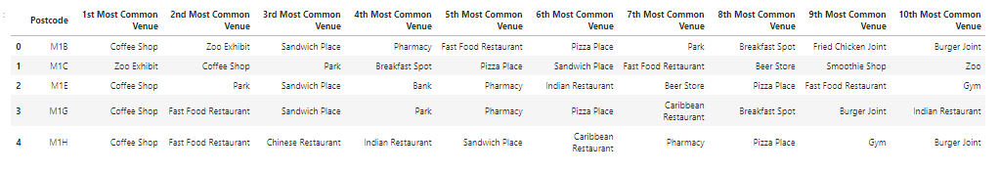 :
Postcode 1st Most Common Venue 2nd Most Common Venue 3rd Most Common Venue 4th Most Common Venue 5th Most Common Venue 6th Most Common Venue 7th Most Common Venue 8th Most Common Venue 9th Most Common Venue 10th Most Common Venue
0 M1B Coffee Shop Zoo Exhibit Sandwich Place Pharmacy Fast Food Restaurant Pizza Place Park Breakfast Spot Fried Chicken Joint Burger Joint
1 M1C Zoo Exhibit Coffee Shop Park Breakfast Spot Pizza Place Sandwich Place Fast Food Restaurant Beer Store Smoothie Shop Zoo
2 M1E Coffee Shop Park Sandwich Place Bank Pharmacy Indian Restaurant Beer Store Pizza Place Fast Food Restaurant Gym
3 M1G Coffee Shop Fast Food Restaurant Sandwich Place Park Pharmacy Pizza Place Caribbean Restaurant Breakfast Spot Burger Joint Indian Restaurant
4 M1H Coffee Shop Fast Food Restaurant Chinese Restaurant Indian Restaurant Sandwich Place Caribbean Restaurant Pharmacy Pizza Place Gym Burger Joint